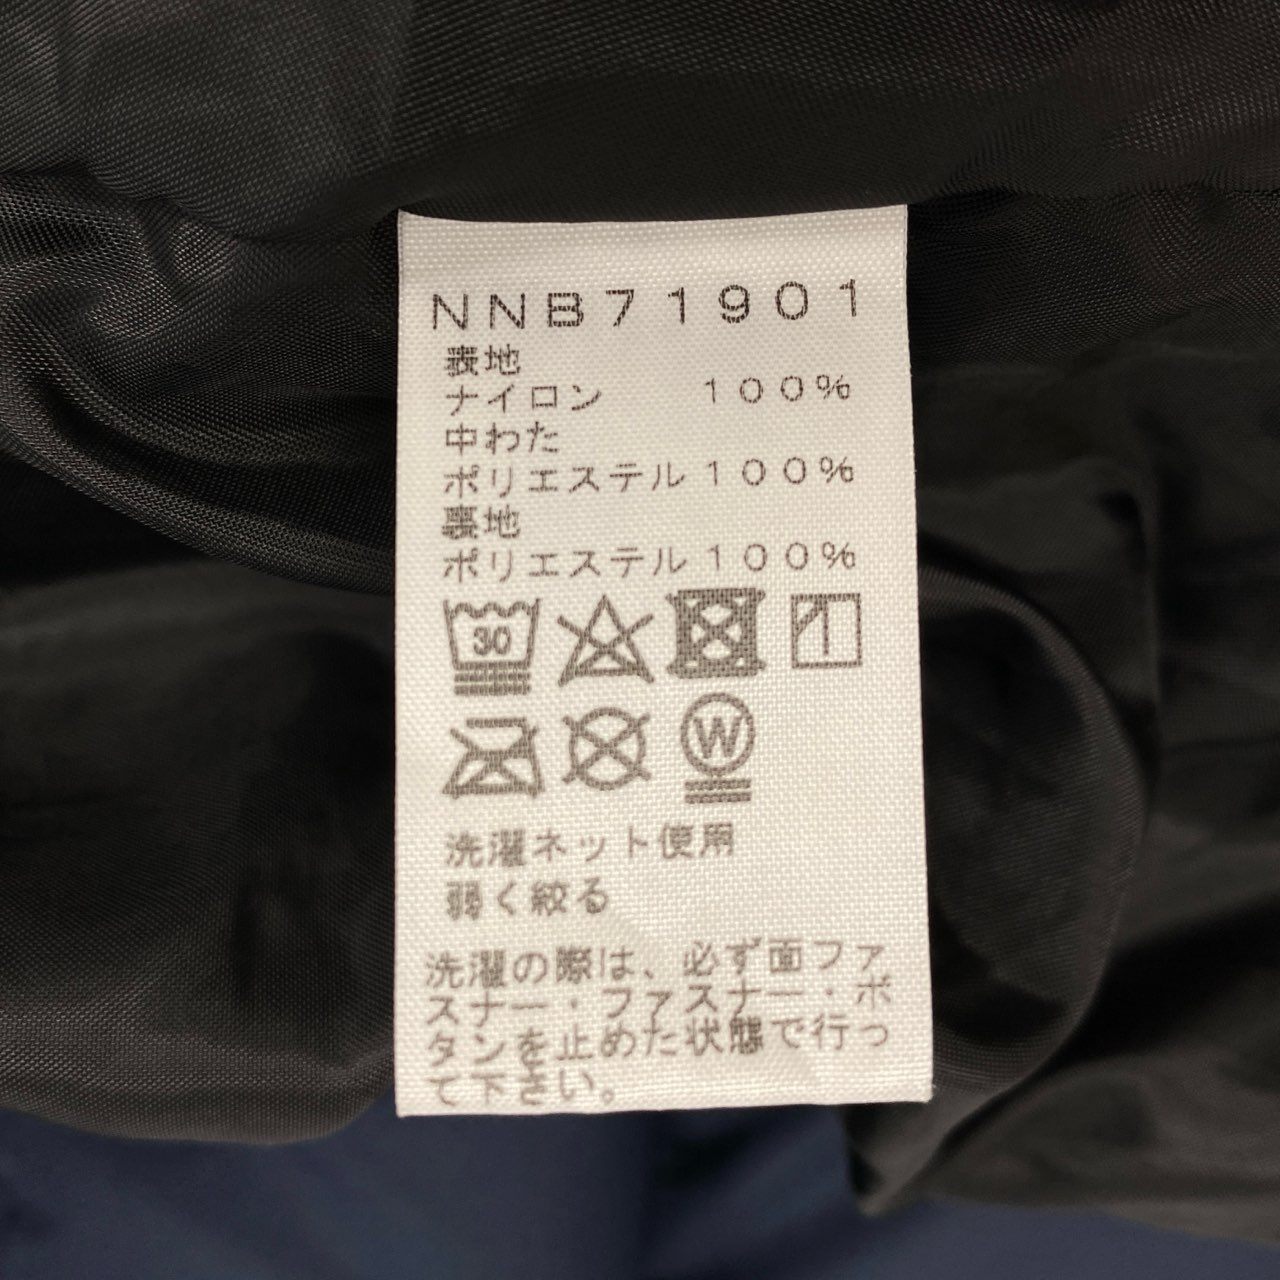 NNB71901
表地
ナイロン 100%
中わた
ポリエステル100%
裏地
ポリエステル100%
30
W
洗濯ネット使用
弱く絞る
洗濯の際は、必ず面ファ
スナー・ファスナー・ボ
タンを止めた状態で行っ
て下さい。